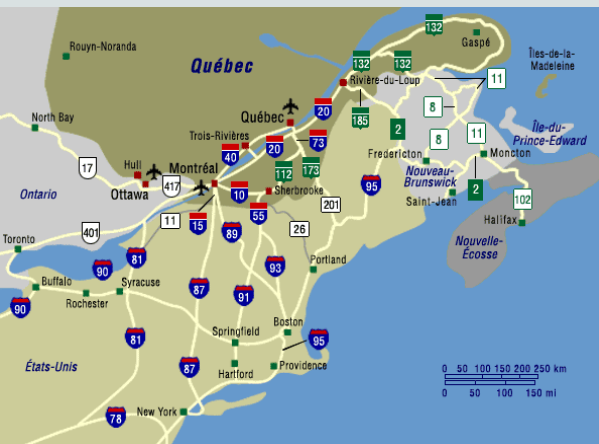 132
Gaspé
Rouyn-Noranda
Québec
132
132
Îles-de-la-
Madeleine
Rivière-du-Loup
11
8
20
185
Québec
North Bay
Trois-Rivières
20
73
2
8
11
Île-du-
Prince-Edward
40
Fredericton
Moncton
17
Hull
Montréal
112
173
Nouveau-
Brunswick
Ottawa
417
10
Sherbrooke
95
2
Ontario
Saint-Jean
102
201
11
15
55
Halifax
401
89
26
Toronto
Nouvelle-
Écosse
81
90
93
Portland
Buffalo
Syracuse
87
91
90
Rochester
Boston
Springfield
81
95
États-Unis
87
Hartford
Providence
0 50 100 150 200 250 km
0 50 100 150 mi
78
New York